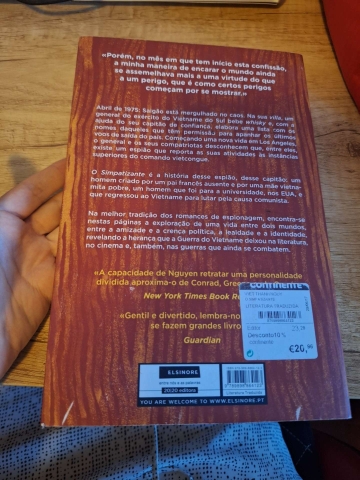 «Porém, no mês em que tem início esta confissão,
a minha maneira de encarar o mundo ainda
se assemelhava mais a uma virtude do que
a um perigo, que é como certos perigos
começam por se mostrar.»
Abril de 1975: Saigão está mergulhado no caos. Na sua villa, um
general do exército do Vietname do Sul bebe whisky e, com a
ajuda do seu capitão de confiança, elabora uma lista com os
nomes daqueles que têm permissão para apanhar os últimos
voos de saída do país. Começando uma nova vida em Los Angeles,
o general e os seus compatriotas desconhecem que, entre eles,
existe um espião que reporta as suas atividades às instâncias
superiores do comando vietcongue.
O Simpatizante é a história desse espião, desse capitão: um
homem criado por um pai francês ausente e por uma mãe vietna-
mita pobre, um homem que foi para a universidade, nos EUA, e
que regressou ao Vietname para lutar pela causa comunista.
Na melhor tradição dos romances de espionagem, encontra-se
nestas páginas a exploração de uma vida entre dois mundos,
entre a amizade e a crença política, a lealdade e a identidade,
revelando a herança que a Guerra do Vietname deixou na literatura,
no cinema e, também, nas guerras que ainda se combatem.
«A capacidade de Nguyen retratar uma personalidade
dividida aproxima-o de Conrad, Gree
New York Times Book Re
«Gentil e divertido, lembra-no
se fazem grandes livro
Guardian
CONTINENTE
LITERATURA TRADUZIDA
Desconto10%
continente
€20,
ELSINORE
20|20 editora
YOU ARE WELCOME TO WWW.ELSINORE.PT
Literatura Traduzida